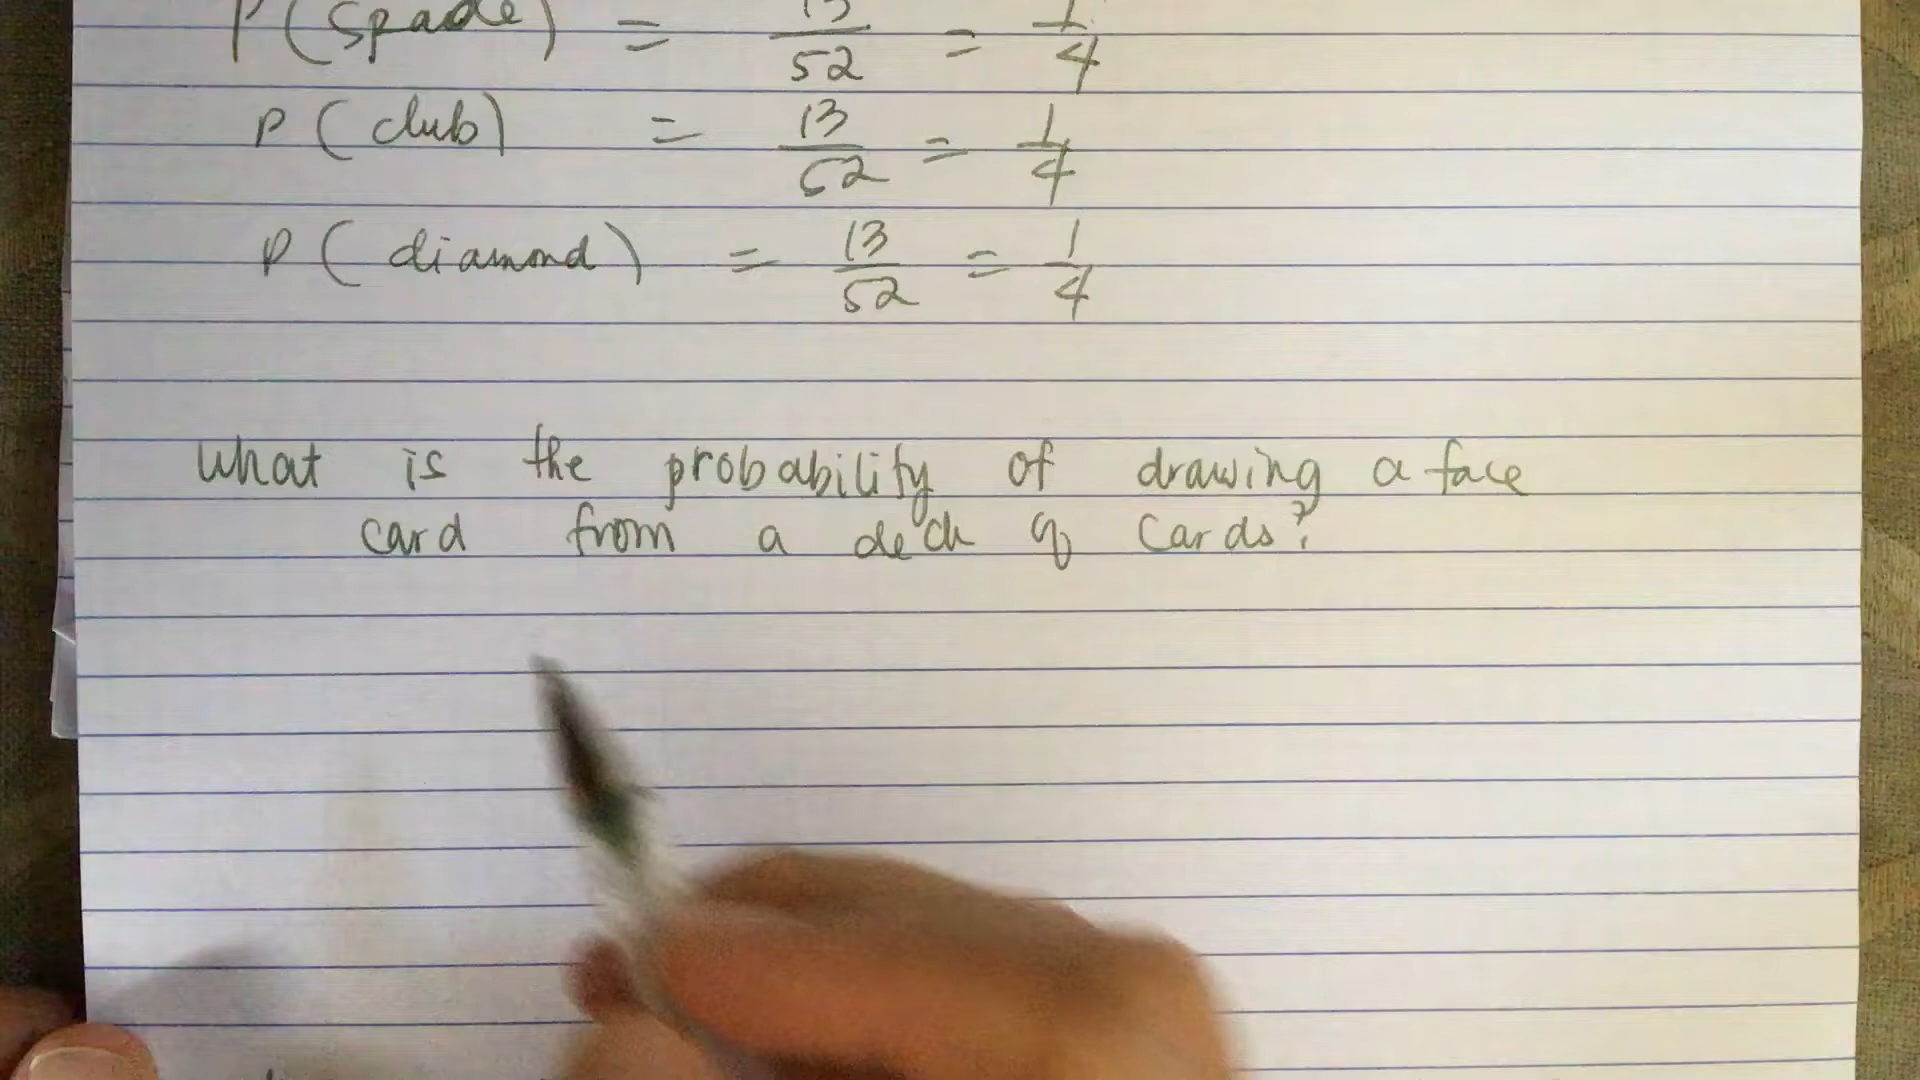 P(spade) = 13/52 = 1/4
P(club) = 13/52 = 1/4
P(diamond) = 13/52 = 1/4
What is the probability of drawing a face
card from a deck of cards?